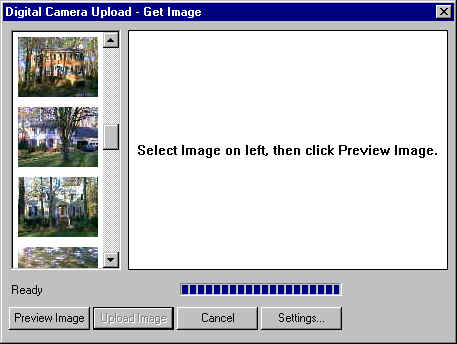 Digital Camera Upload - Get Image
Select Image on left, then click Preview Image.
Ready
Preview Image
Upload Image
Cancel
Settings...